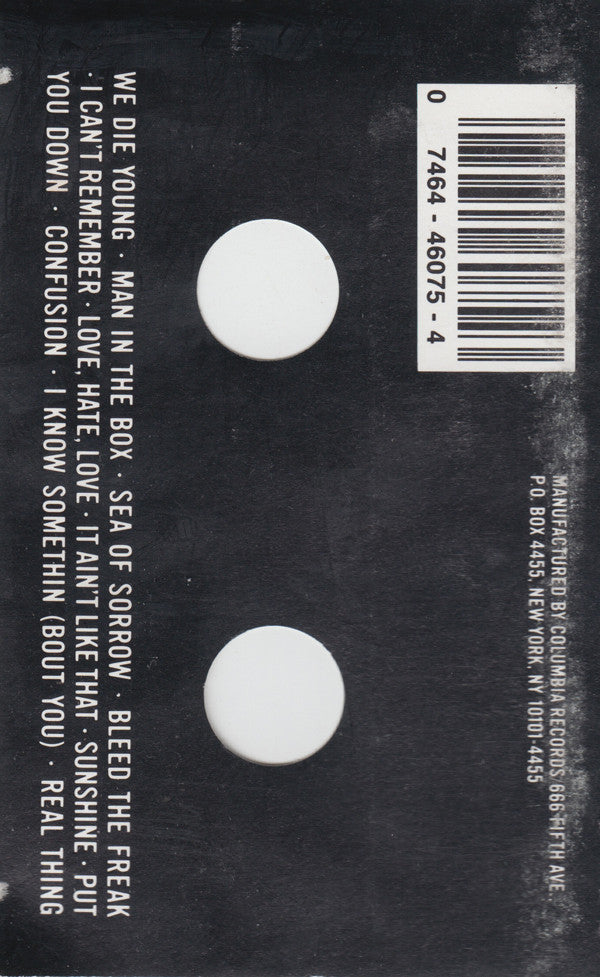 0 7464-46075-4
MANUFACTURED BY COLUMBIA RECORDS/666 FIFTH AVE.,
P.O. BOX 4455, NEW YORK, NY 10101-4455
WE DIE YOUNG · MAN IN THE BOX · SEA OF SORROW · BLEED THE FREAK
· I CAN'T REMEMBER · LOVE, HATE, LOVE · IT AIN'T LIKE THAT · SUNSHINE · PUT
YOU DOWN · CONFUSION · I KNOW SOMETHIN (BOUT YOU) · REAL THING